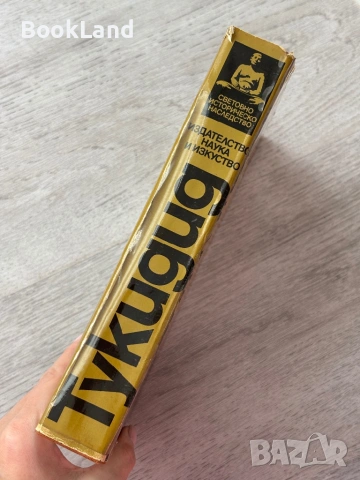 BookLand
СВЕТОВНО
ИСТОРИЧЕСКО
НАСЛЕДСТВО
ИЗДАТЕЛСТВО
НАУКА
И ИЗКУСТВО
Тукидид
BAZAR